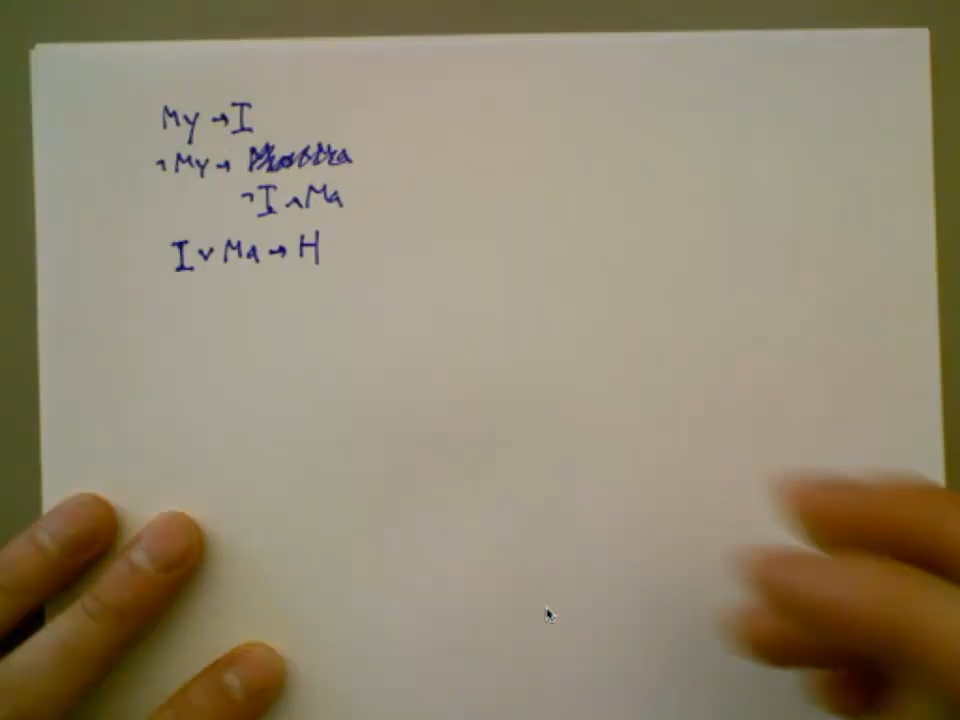 My → I
¬My →
¬I ∧ Ma
I ∨ Ma → H